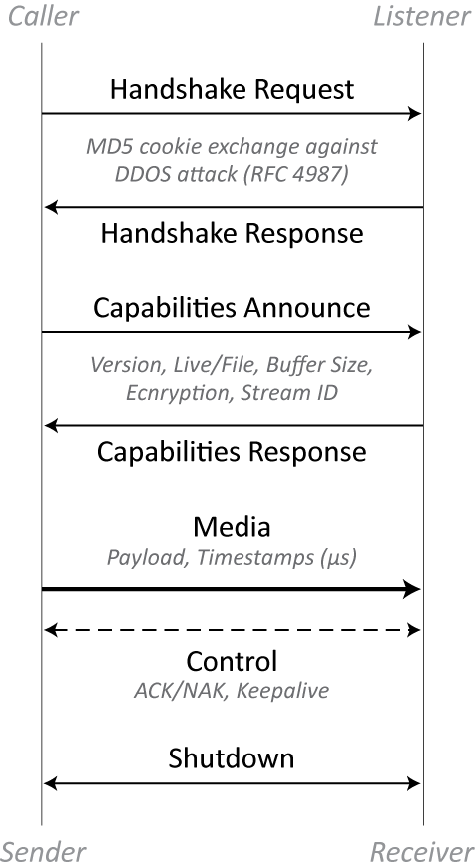 Caller
Listener
Handshake Request
MD5 cookie exchange against
DDOS attack (RFC 4987)
Handshake Response
Capabilities Announce
Version, Live/File, Buffer Size,
Ecnryption, Stream ID
Capabilities Response
Media
Payload, Timestamps (µs)
Control
ACK/NAK, Keepalive
Shutdown
Sender
Receiver